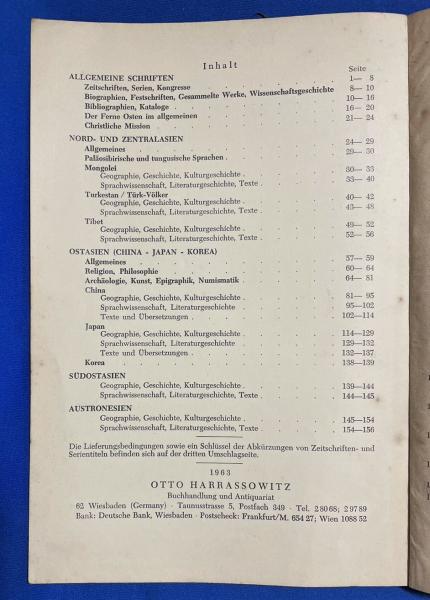 Inhalt
Seite
ALLGEMEINE SCHRIFTEN . . . . . . . . . 1— 8
Zeitschriften, Serien, Kongresse . . . . . . . 8— 10
Biographien, Festschriften, Gesammelte Werke, Wissenschaftsgeschichte 10— 16
Bibliographien, Kataloge . . . . . . . . 16— 20
Der Ferne Osten im allgemeinen . . . . . . . 21— 24
Christliche Mission . . . . . . . . .
NORD- UND ZENTRALASIEN . . . . . . . 24— 29
Allgemeines . . . . . . . . . . 29— 30
Paläosibirische und tungusische Sprachen . . . . . .
Mongolei . . . . . . . . . . 30— 33
Geographie, Geschichte, Kulturgeschichte . . . . . . 33— 40
Sprachwissenschaft, Literaturgeschichte, Texte . . . . .
Turkestan / Türk-Völker . . . . . . . . 40— 42
Geographie, Geschichte, Kulturgeschichte . . . . . . 43— 48
Sprachwissenschaft, Literaturgeschichte, Texte . . . . .
Tibet . . . . . . . . . . . 49— 52
Geographie, Geschichte, Kulturgeschichte . . . . . . 52— 56
Sprachwissenschaft, Literaturgeschichte, Texte . . . . .
OSTASIEN (CHINA - JAPAN - KOREA)
Allgemeines . . . . . . . . . . 57— 59
Religion, Philosophie . . . . . . . . 60— 64
Archäologie, Kunst, Epigraphik, Numismatik . . . . . 64— 81
China
Geographie, Geschichte, Kulturgeschichte . . . . . 81— 95
Sprachwissenschaft, Literaturgeschichte . . . . . 95—102
Texte und Übersetzungen . . . . . . . 102—114
Japan
Geographie, Geschichte, Kulturgeschichte . . . . . 114—129
Sprachwissenschaft, Literaturgeschichte . . . . . 129—132
Texte und Übersetzungen . . . . . . . 132—137
Korea . . . . . . . . . . . 138—139
SÜDOSTASIEN
Geographie, Geschichte, Kulturgeschichte . . . . . 139—144
Sprachwissenschaft, Literaturgeschichte, Texte . . . . 144—145
AUSTRONESIEN
Geographie, Geschichte, Kulturgeschichte . . . . . 145—154
Sprachwissenschaft, Literaturgeschichte, Texte . . . . 154—156
Die Lieferungsbedingungen sowie ein Schlüssel der Abkürzungen von Zeitschriften- und
Serientiteln befinden sich auf der dritten Umschlagseite.
1963
OTTO HARRASSOWITZ
Buchhandlung und Antiquariat
62 Wiesbaden (Germany) - Taunusstrasse 5, Postfach 349 - Tel. 2 80 68; 2 97 89
Bank: Deutsche Bank, Wiesbaden - Postscheck: Frankfurt/M. 654 27; Wien 1088 52